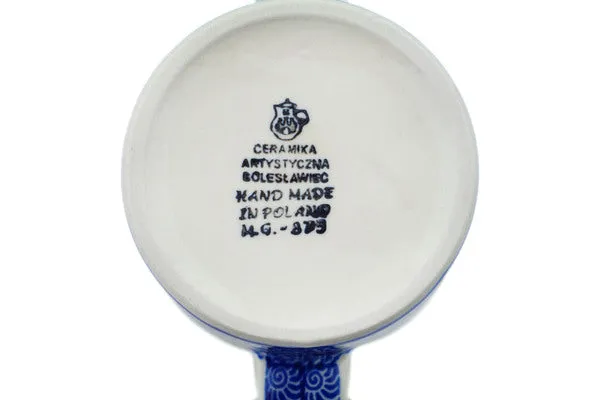 CERAMIKA
ARTYSTYCZNA
BOLESŁAWIEC
HAND MADE
IN POLAND
M.G.-